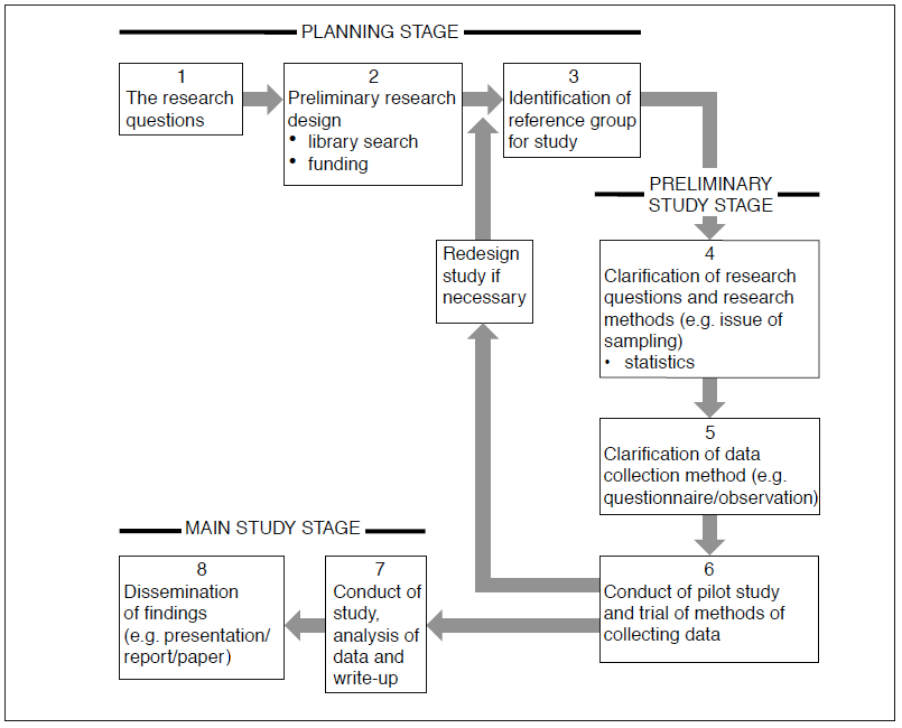 PLANNING STAGE
1
The research
questions
2
Preliminary research
design
• library search
• funding
3
Identification of
reference group
for study
PRELIMINARY
STUDY STAGE
Redesign
study if
necessary
4
Clarification of research
questions and research
methods (e.g. issue of
sampling)
• statistics
5
Clarification of data
collection method (e.g.
questionnaire/observation)
6
Conduct of pilot study
and trial of methods of
collecting data
MAIN STUDY STAGE
7
Conduct of
study,
analysis of
data and
write-up
8
Dissemination
of findings
(e.g. presentation/
report/paper)